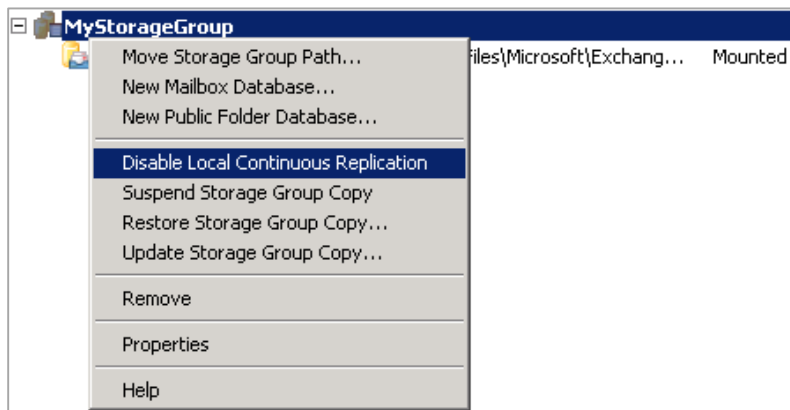 MyStorageGroup
Files\Microsoft\Exchang... Mounted
Move Storage Group Path...
New Mailbox Database...
New Public Folder Database...
Disable Local Continuous Replication
Suspend Storage Group Copy
Restore Storage Group Copy...
Update Storage Group Copy...
Remove
Properties
Help